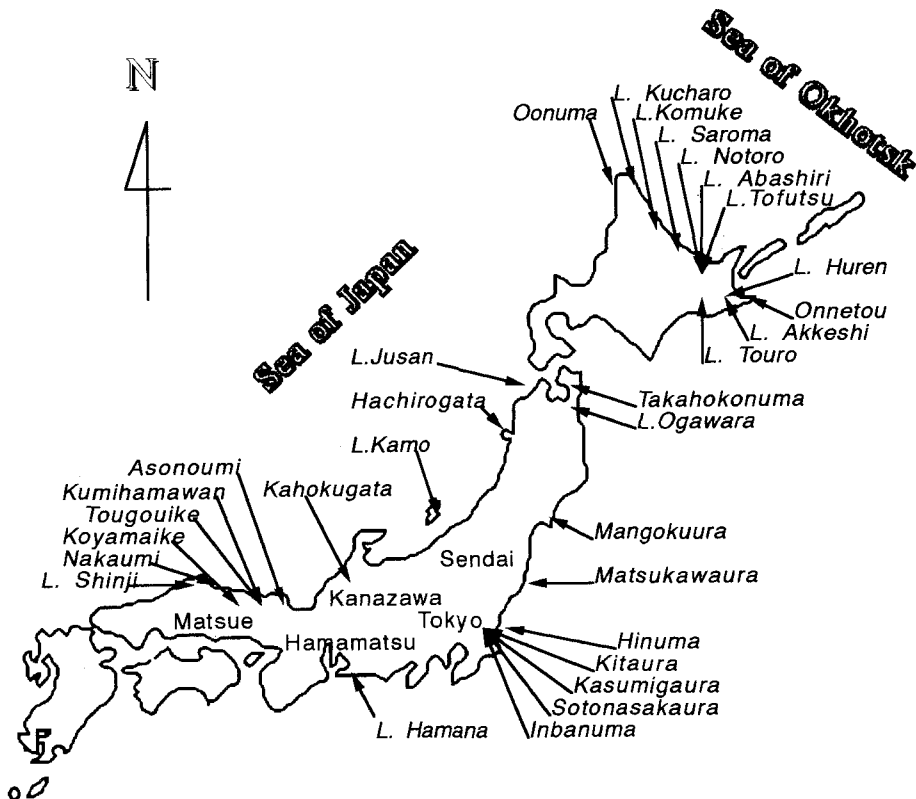 Sea of Okhotsk
N
L. Kucharo
Oonuma
L.Komuke
L. Saroma
L. Notoro
L. Abashiri
L.Tofutsu
Sea of Japan
L. Huren
Onnetou
L. Akkeshi
L. Touro
L.Jusan
Takahokonuma
Hachirogata
L.Ogawara
L.Kamo
Asonoumi
Kumihamawan
Kahokugata
Tougouike
Koyamaike
Mangokuura
Nakaumi
Sendai
L. Shinji
Matsukawaura
Kanazawa
Matsue
Tokyo
Hamamatsu
Hinuma
Kitaura
Kasumigaura
Sotonasakaura
L. Hamana
Inbanuma